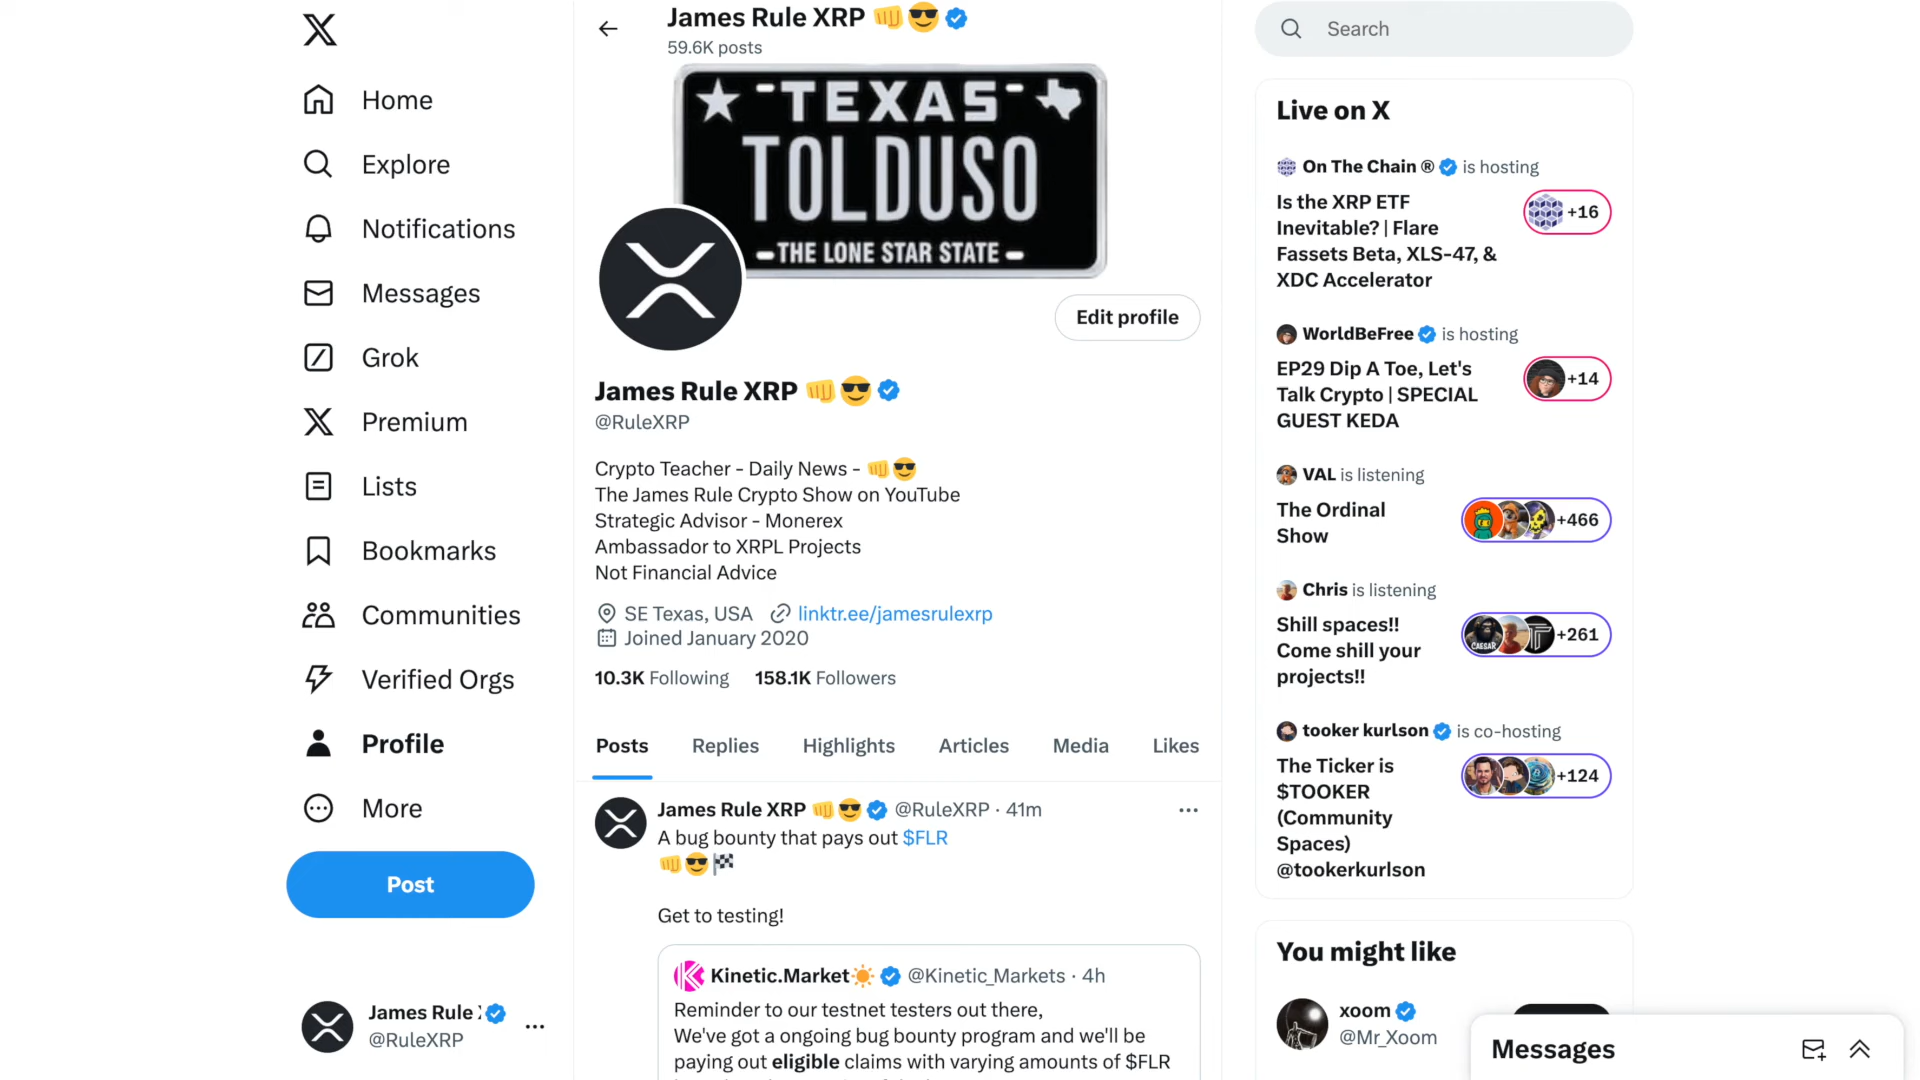 Home
Explore
Notifications
Messages
Grok
Premium
Lists
Bookmarks
Communities
Verified Orgs
Profile
More
Post
James Rule
@RuleXRP
James Rule XRP 👊😎
59.6K posts
TEXAS
TOLDUSO
THE LONE STAR STATE
Edit profile
James Rule XRP 👊😎
@RuleXRP
Crypto Teacher - Daily News - 👊😎
The James Rule Crypto Show on YouTube
Strategic Advisor - Monerex
Ambassador to XRPL Projects
Not Financial Advice
SE Texas, USA linktr.ee/jamesrulexrp
Joined January 2020
10.3K Following 158.1K Followers
Posts Replies Highlights Articles Media Likes
James Rule XRP 👊😎 @RuleXRP · 41m
A bug bounty that pays out $FLR
👊😎🏁
Get to testing!
Kinetic.Market☀️ @Kinetic_Markets · 4h
Reminder to our testnet testers out there,
We've got a ongoing bug bounty program and we'll be
paying out eligible claims with varying amounts of $FLR
Search
Live on X
On The Chain ® is hosting
Is the XRP ETF
Inevitable? | Flare
Fassets Beta, XLS-47, &
XDC Accelerator
+16
WorldBeFree is hosting
EP29 Dip A Toe, Let's
Talk Crypto | SPECIAL
GUEST KEDA
+14
VAL is listening
The Ordinal
Show
+466
Chris is listening
Shill spaces!!
Come shill your
projects!!
CAESAR
+261
tooker kurlson is co-hosting
The Ticker is
$TOOKER
(Community
Spaces)
@tookerkurlson
+124
You might like
xoom
@Mr_Xoom
Messages